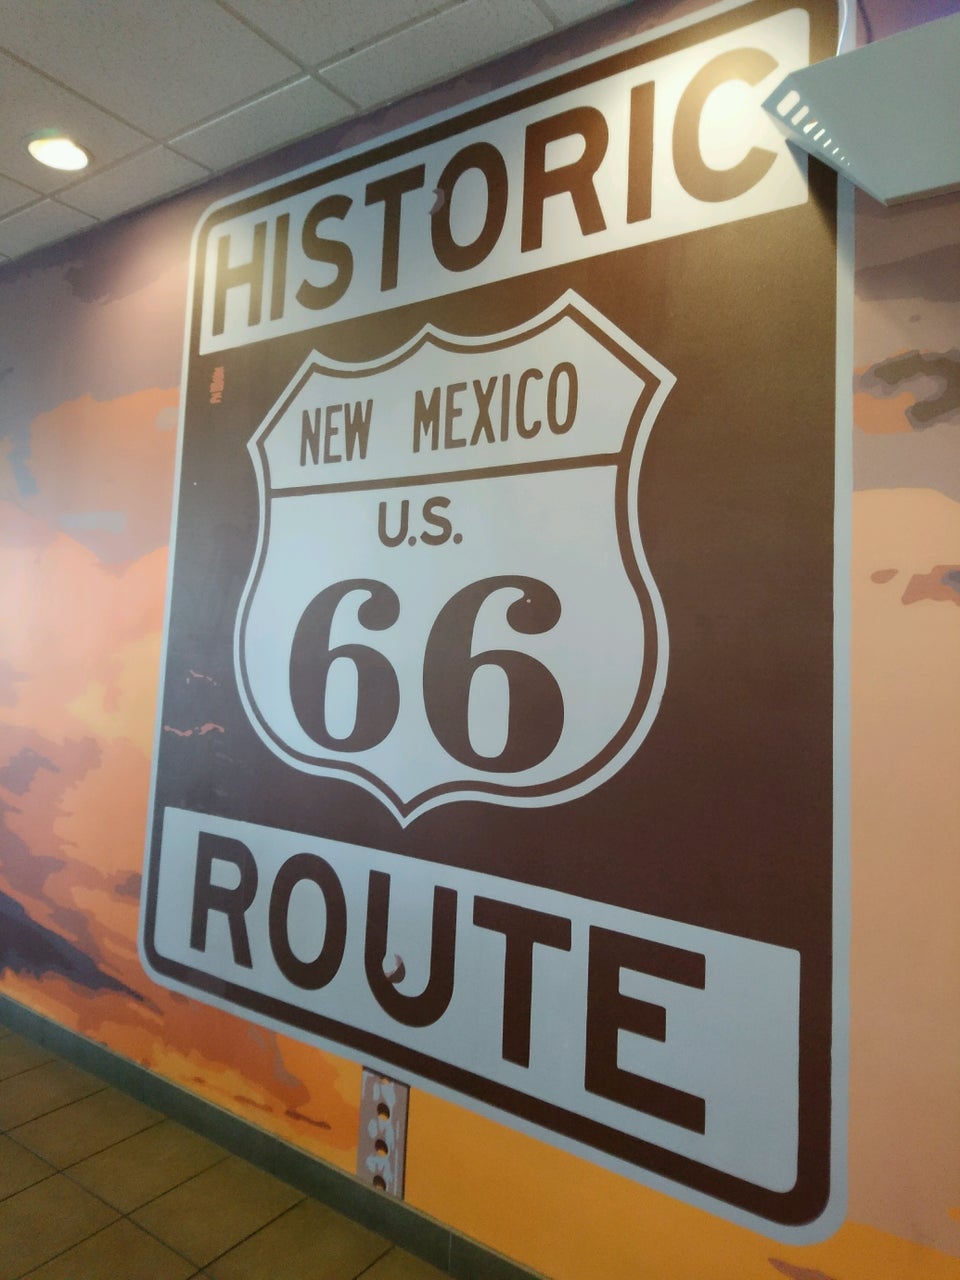 HISTORIC
NEW MEXICO
U.S.
66
ROUTE